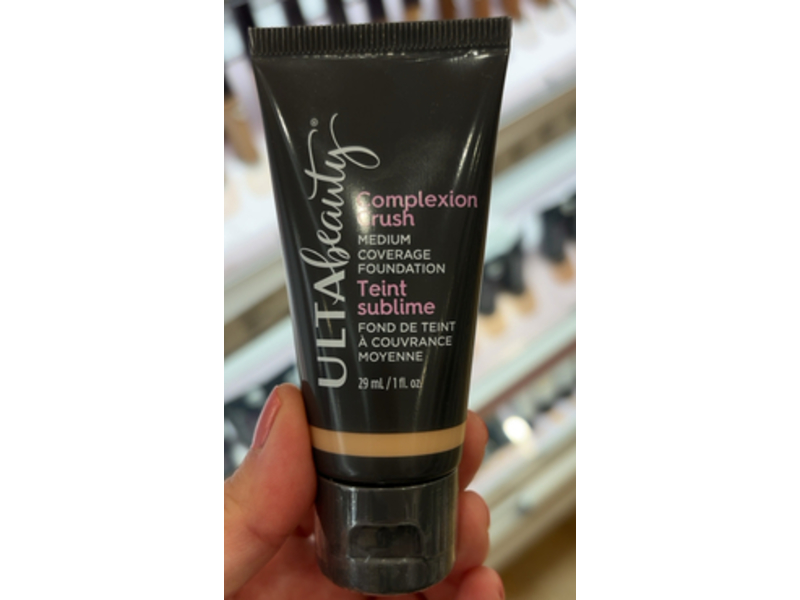 ULTAbeauty®
Complexion
Crush
MEDIUM
COVERAGE
FOUNDATION
Teint
sublime
FOND DE TEINT
À COUVRANCE
MOYENNE
29 mL / 1 fl. oz